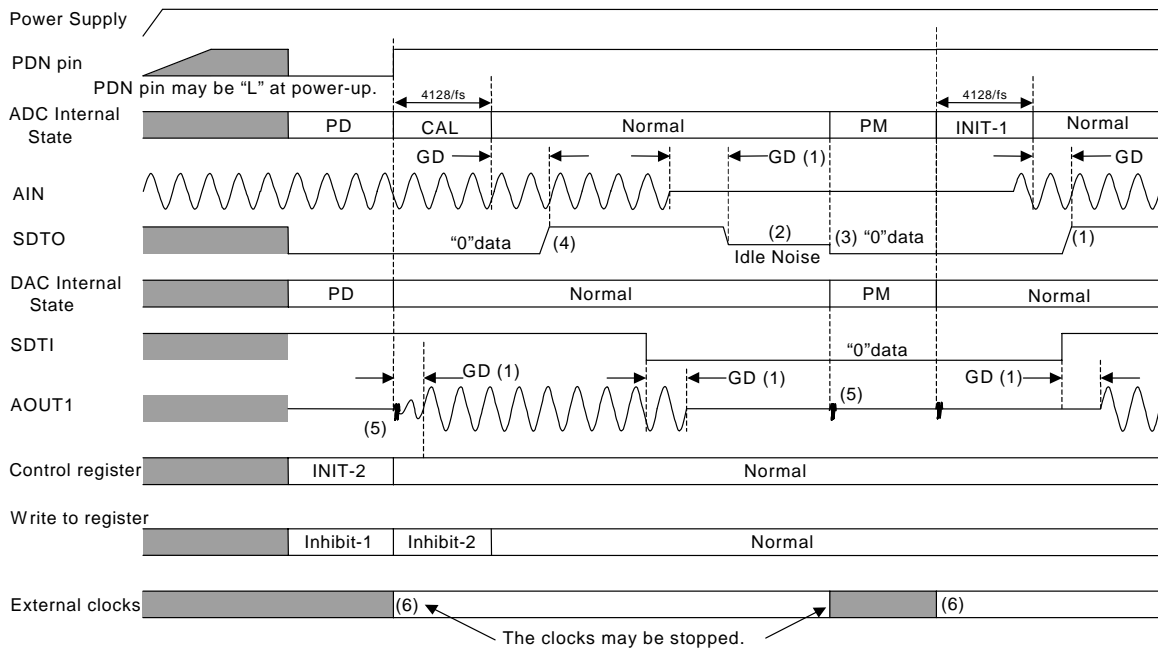 Power Supply
PDN pin
PDN pin may be “L” at power-up.
4128/fs
4128/fs
ADC Internal
State
PD
CAL
Normal
PM
INIT-1
Normal
GD
GD (1)
GD
AIN
SDTO
“0”data
(4)
(2)
Idle Noise
(3) “0”data
(1)
DAC Internal
State
PD
Normal
PM
Normal
SDTI
“0”data
GD (1)
GD (1)
GD (1)
AOUT1
(5)
(5)
Control register
INIT-2
Normal
Write to register
Inhibit-1
Inhibit-2
Normal
External clocks
(6)
(6)
The clocks may be stopped.